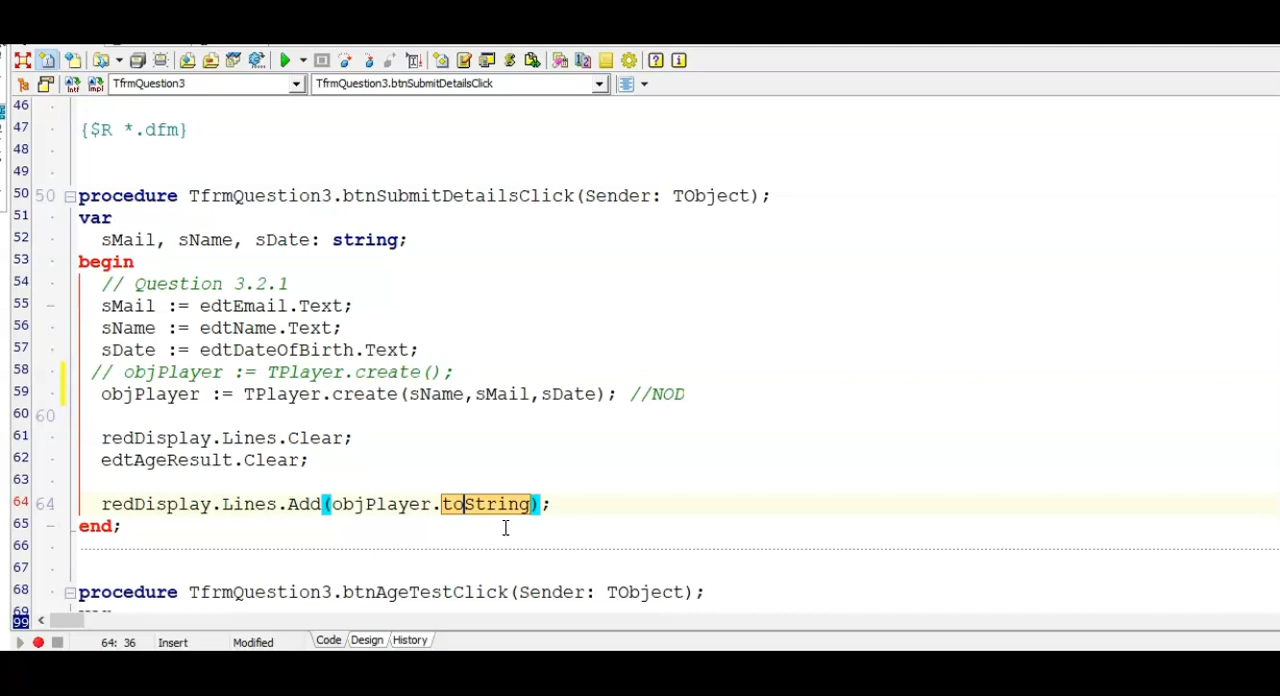 TfrmQuestion3 TfrmQuestion3.btnSubmitDetailsClick
46
47 {$R *.dfm}
48
49
50 50 procedure TfrmQuestion3.btnSubmitDetailsClick(Sender: TObject);
51 var
52 sMail, sName, sDate: string;
53 begin
54 // Question 3.2.1
55 sMail := edtEmail.Text;
56 sName := edtName.Text;
57 sDate := edtDateOfBirth.Text;
58 // objPlayer := TPlayer.create();
59 objPlayer := TPlayer.create(sName,sMail,sDate); //NOD
60 60
61 redDisplay.Lines.Clear;
62 edtAgeResult.Clear;
63
64 64 redDisplay.Lines.Add(objPlayer.toString);
65 end;
66
67
68 procedure TfrmQuestion3.btnAgeTestClick(Sender: TObject);
69
99
64: 36 Insert Modified Code Design History